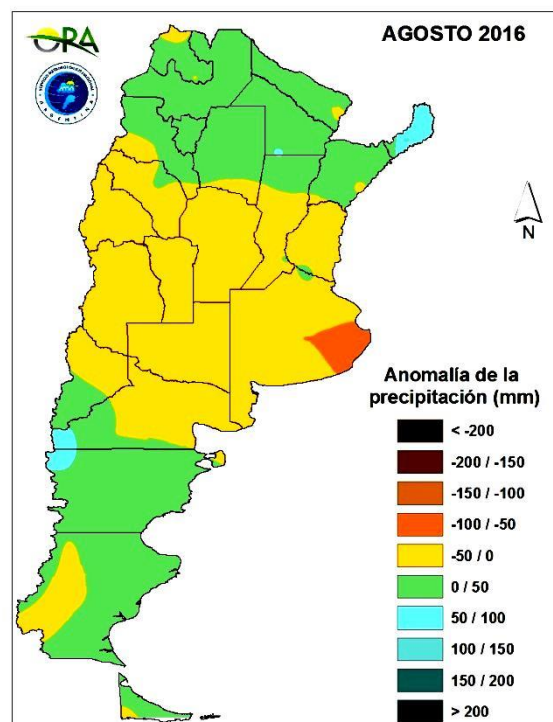 ORA
AGOSTO 2016
N
Anomalía de la
precipitación (mm)
< -200
-200 / -150
-150 / -100
-100 / -50
-50 / 0
0 / 50
50 / 100
100 / 150
150 / 200
> 200